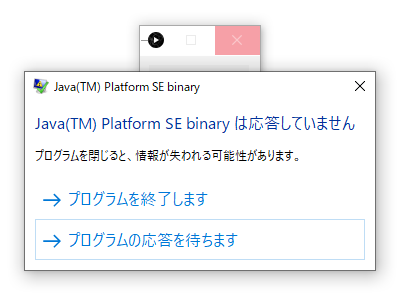 Java(TM) Platform SE binary
Java(TM) Platform SE binary は応答していません
プログラムを閉じると、情報が失われる可能性があります。
プログラムを終了します
プログラムの応答を待ちます